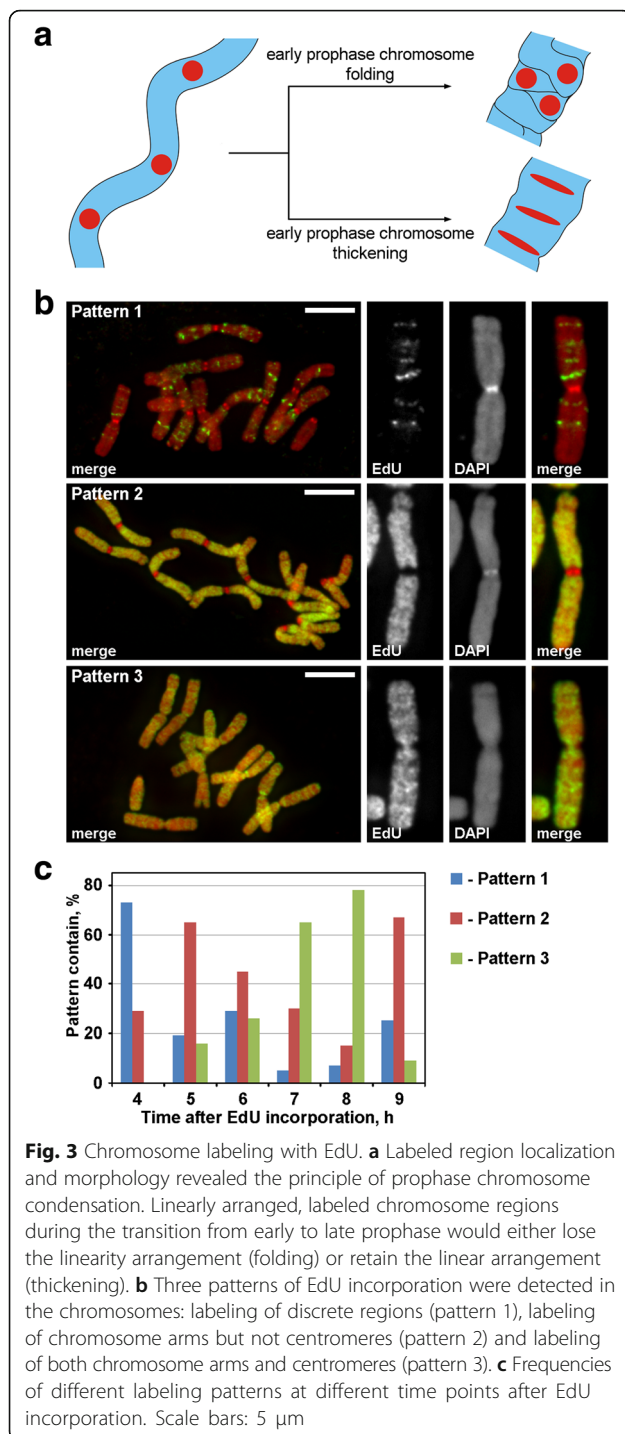 a
early prophase chromosome
folding
early prophase chromosome
thickening
b
Pattern 1
merge
EdU
DAPI
merge
Pattern 2
merge
EdU
DAPI
merge
Pattern 3
merge
EdU
DAPI
merge
c
Pattern contain, %
80
60
40
20
0
4 5 6 7 8 9
Time after EdU incorporation, h
- Pattern 1
- Pattern 2
- Pattern 3
Fig. 3 Chromosome labeling with EdU. a Labeled region localization
and morphology revealed the principle of prophase chromosome
condensation. Linearly arranged, labeled chromosome regions
during the transition from early to late prophase would either lose
the linearity arrangement (folding) or retain the linear arrangement
(thickening). b Three patterns of EdU incorporation were detected in
the chromosomes: labeling of discrete regions (pattern 1), labeling
of chromosome arms but not centromeres (pattern 2) and labeling
of both chromosome arms and centromeres (pattern 3). c Frequencies
of different labeling patterns at different time points after EdU
incorporation. Scale bars: 5 μm